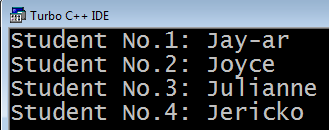 Turbo C++ IDE
Student No.1: Jay-ar
Student No.2: Joyce
Student No.3: Julianne
Student No.4: Jericko